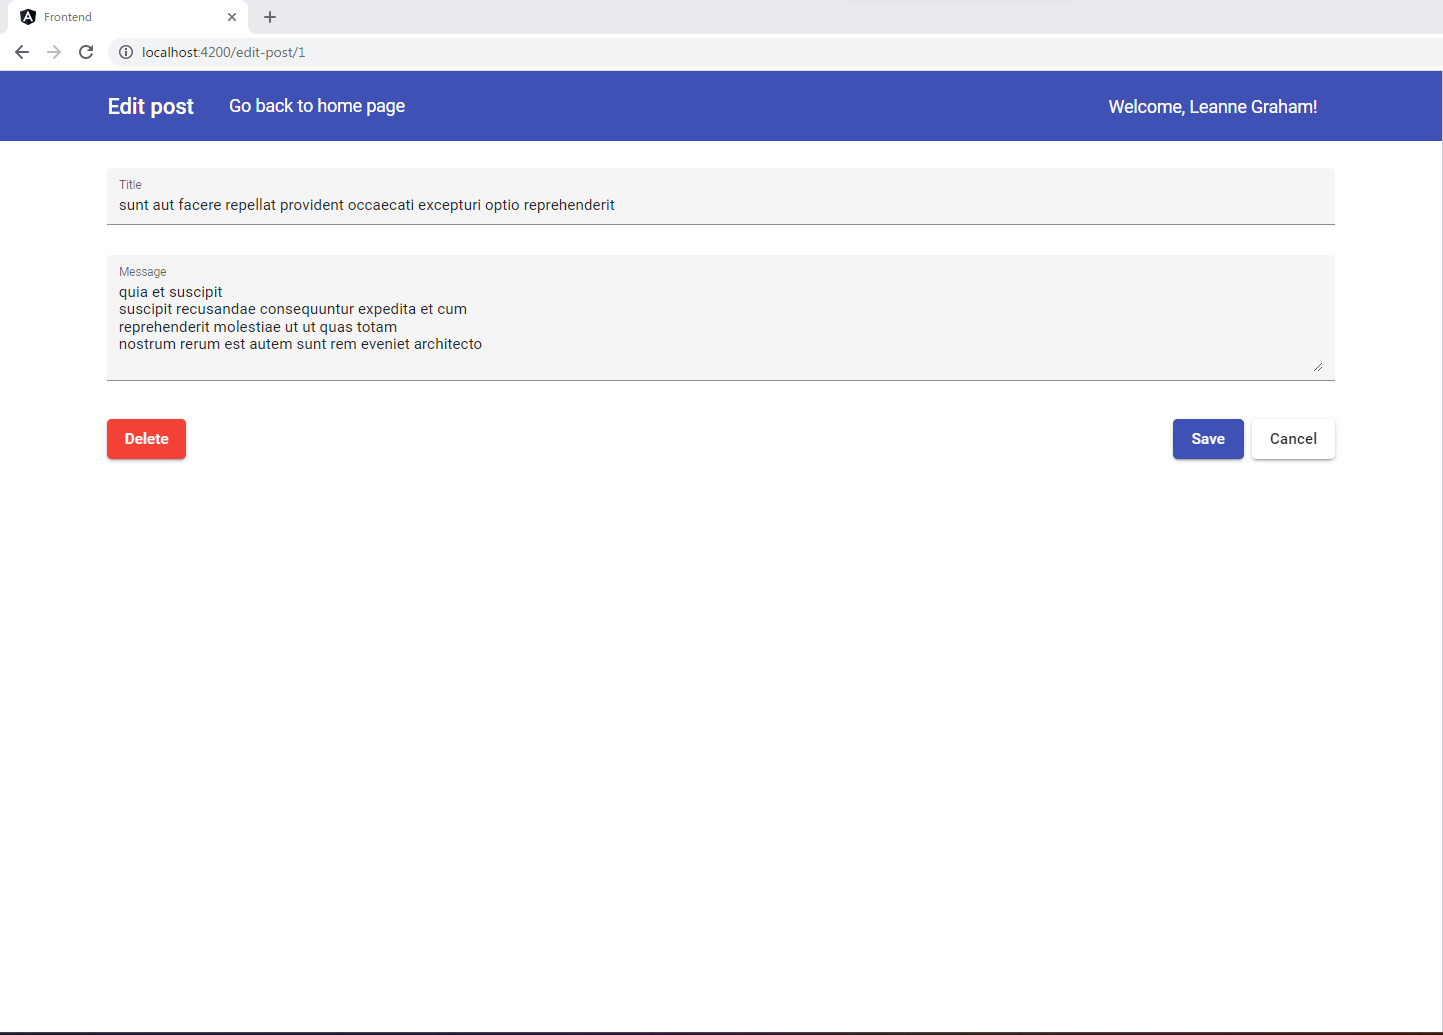 Frontend
localhost:4200/edit-post/1
Edit post
Go back to home page
Welcome, Leanne Graham!
Title
sunt aut facere repellat provident occaecati excepturi optio reprehenderit
Message
quia et suscipit
suscipit recusandae consequuntur expedita et cum
reprehenderit molestiae ut ut quas totam
nostrum rerum est autem sunt rem eveniet architecto
Delete
Save
Cancel